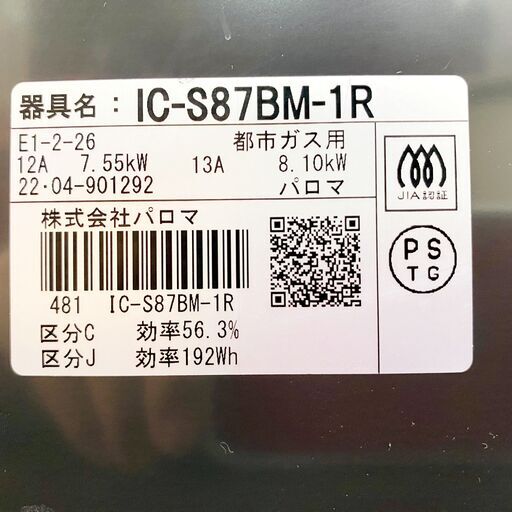 器具名：IC-S87BM-1R
E1-2-26 都市ガス用
12A 7.55kW 13A 8.10kW
22・04-901292 パロマ
JIA認証
株式会社パロマ
PS
TG
481 IC-S87BM-1R
区分C 効率56.3%
区分J 効率192Wh